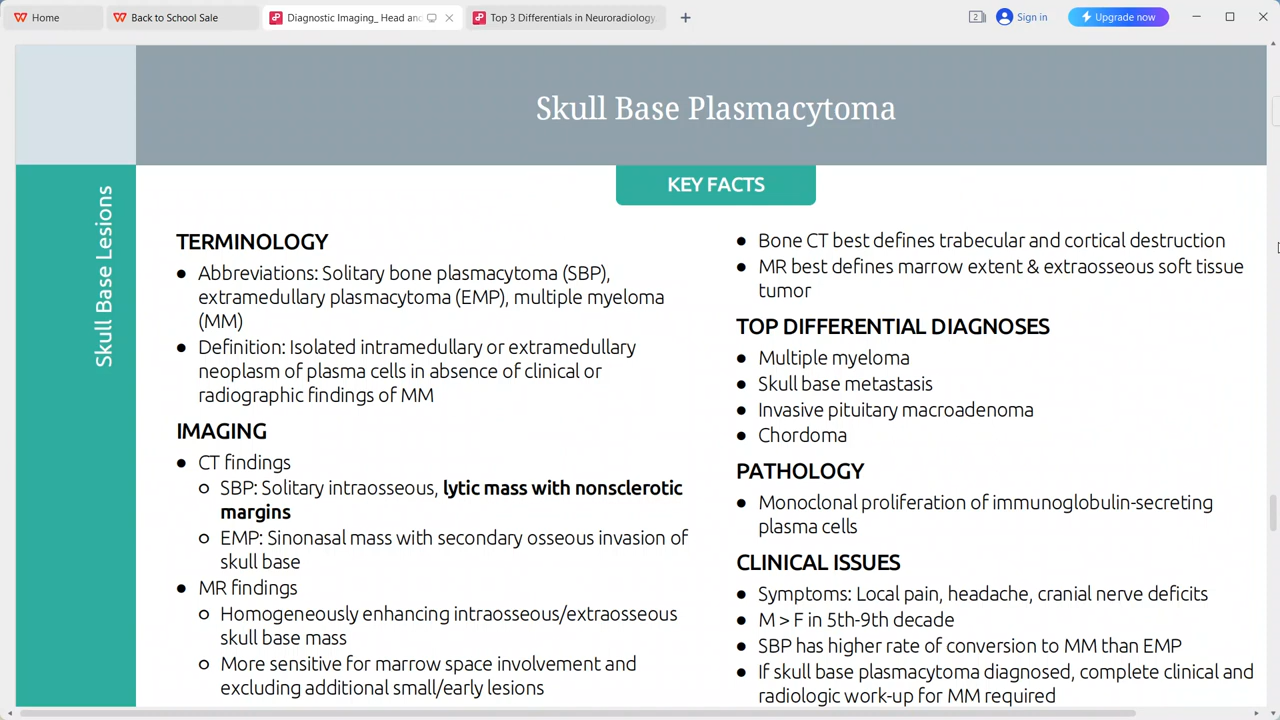 Home
Back to School Sale
Diagnostic Imaging_ Head and
Top 3 Differentials in Neuroradiology
2
Sign in
Upgrade now
Skull Base Plasmacytoma
Skull Base Lesions
KEY FACTS
TERMINOLOGY
● Abbreviations: Solitary bone plasmacytoma (SBP),
extramedullary plasmacytoma (EMP), multiple myeloma
(MM)
● Definition: Isolated intramedullary or extramedullary
neoplasm of plasma cells in absence of clinical or
radiographic findings of MM
IMAGING
● CT findings
○ SBP: Solitary intraosseous, lytic mass with nonsclerotic
margins
○ EMP: Sinonasal mass with secondary osseous invasion of
skull base
● MR findings
○ Homogeneously enhancing intraosseous/extraosseous
skull base mass
○ More sensitive for marrow space involvement and
excluding additional small/early lesions
● Bone CT best defines trabecular and cortical destruction
● MR best defines marrow extent & extraosseous soft tissue
tumor
TOP DIFFERENTIAL DIAGNOSES
● Multiple myeloma
● Skull base metastasis
● Invasive pituitary macroadenoma
● Chordoma
PATHOLOGY
● Monoclonal proliferation of immunoglobulin-secreting
plasma cells
CLINICAL ISSUES
● Symptoms: Local pain, headache, cranial nerve deficits
● M > F in 5th-9th decade
● SBP has higher rate of conversion to MM than EMP
● If skull base plasmacytoma diagnosed, complete clinical and
radiologic work-up for MM required